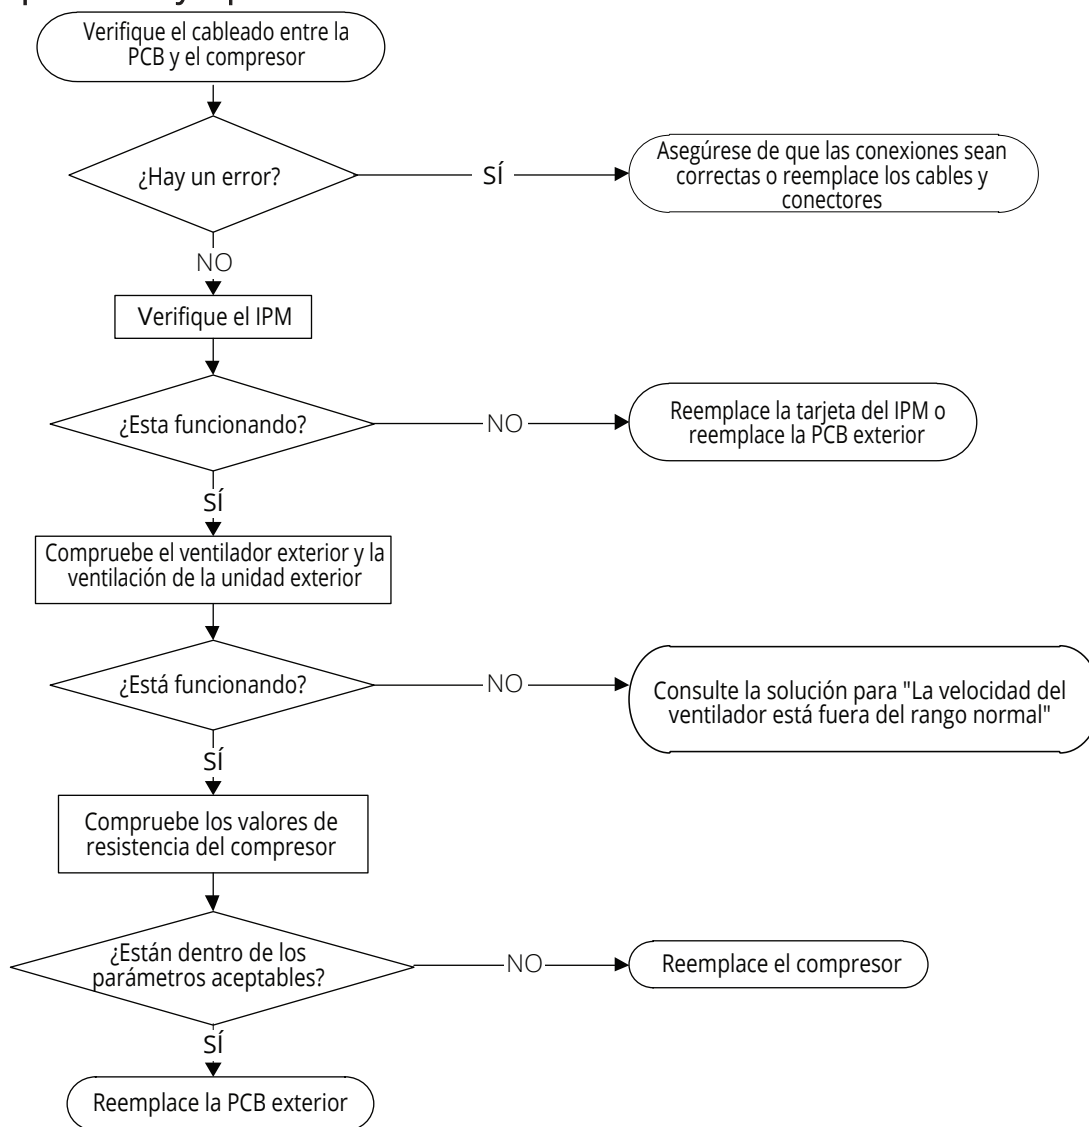 Verifique el cableado entre la
PCB y el compresor
¿Hay un error?
SÍ
Asegúrese de que las conexiones sean
correctas o reemplace los cables y
conectores
NO
Verifique el IPM
¿Esta funcionando?
NO
Reemplace la tarjeta del IPM o
reemplace la PCB exterior
SÍ
Compruebe el ventilador exterior y la
ventilación de la unidad exterior
¿Está funcionando?
NO
Consulte la solución para "La velocidad del
ventilador está fuera del rango normal"
SÍ
Compruebe los valores de
resistencia del compresor
¿Están dentro de los
parámetros aceptables?
NO
Reemplace el compresor
SÍ
Reemplace la PCB exterior